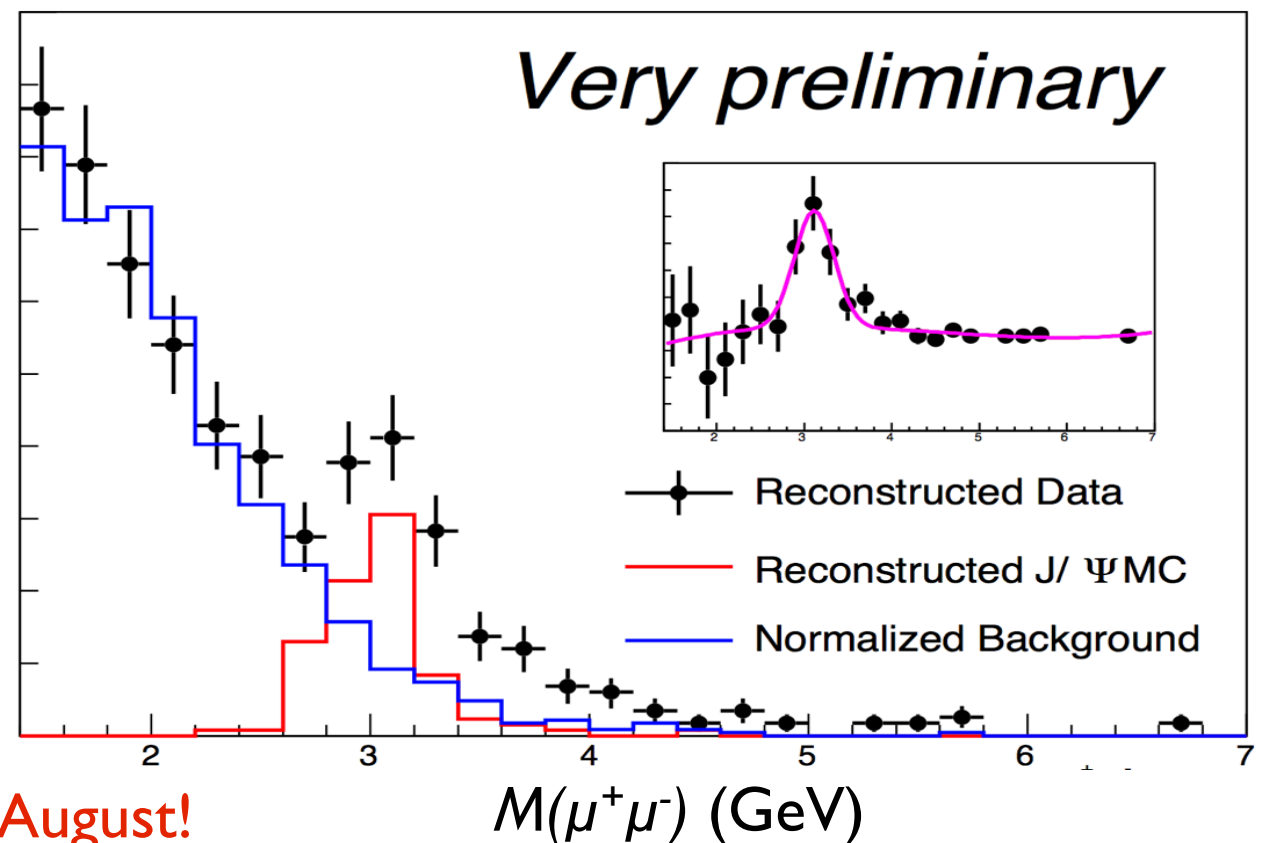 Very preliminary
2 3 4 5 6 7
Reconstructed Data
Reconstructed J/ Ψ MC
Normalized Background
2 3 4 5 6 7
August!
M(μ⁺μ⁻) (GeV)